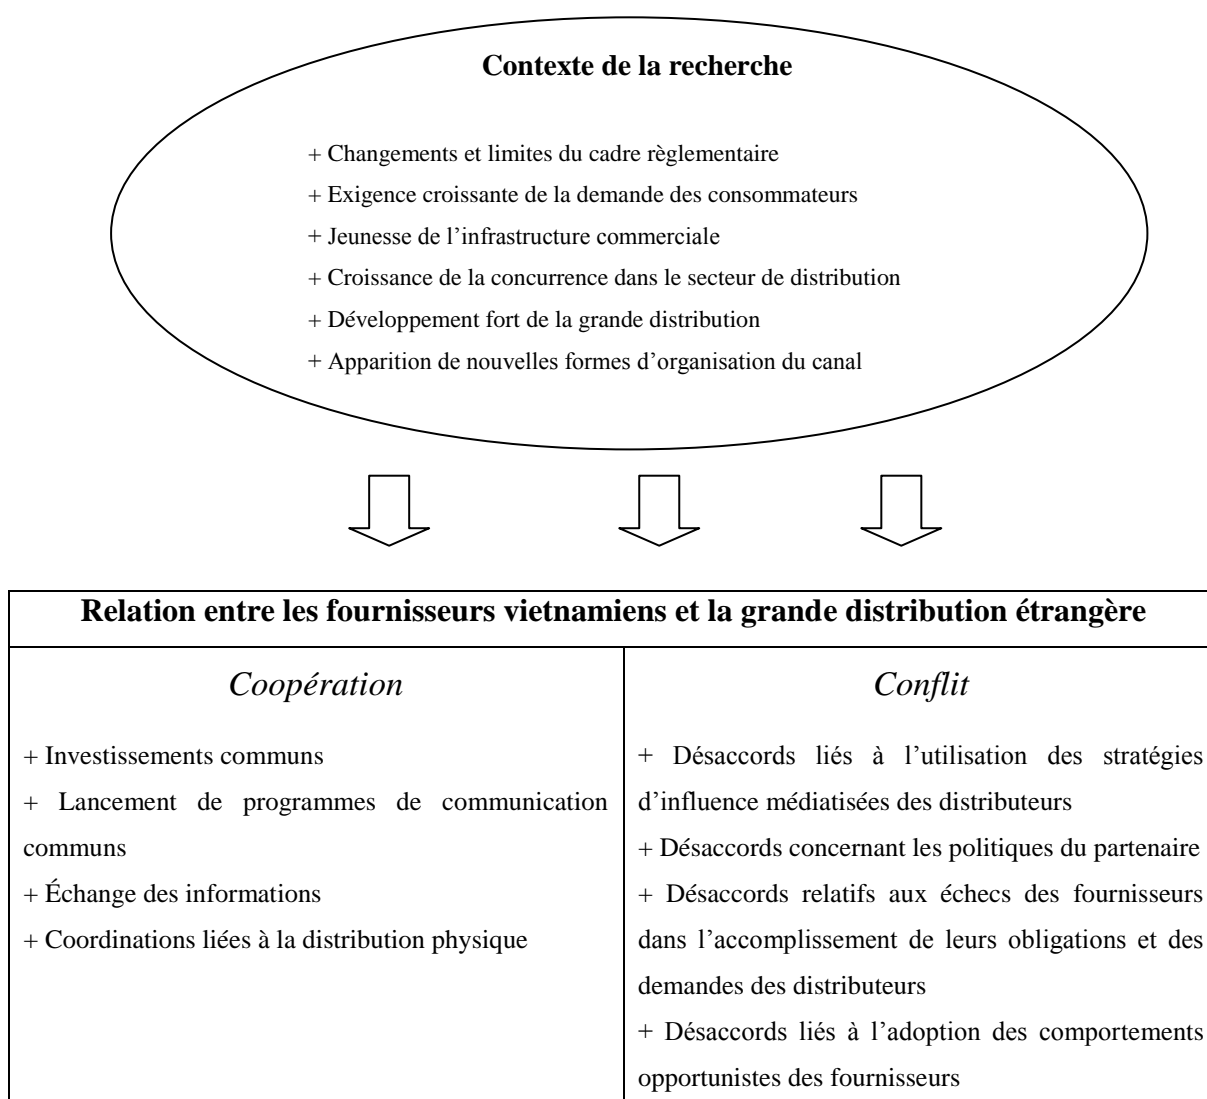 Contexte de la recherche
+ Changements et limites du cadre règlementaire
+ Exigence croissante de la demande des consommateurs
+ Jeunesse de l’infrastructure commerciale
+ Croissance de la concurrence dans le secteur de distribution
+ Développement fort de la grande distribution
+ Apparition de nouvelles formes d’organisation du canal
Relation entre les fournisseurs vietnamiens et la grande distribution étrangère
Coopération
+ Investissements communs
+ Lancement de programmes de communication
communs
+ Échange des informations
+ Coordinations liées à la distribution physique
Conflit
+ Désaccords liés à l’utilisation des stratégies
d’influence médiatisées des distributeurs
+ Désaccords concernant les politiques du partenaire
+ Désaccords relatifs aux échecs des fournisseurs
dans l’accomplissement de leurs obligations et des
demandes des distributeurs
+ Désaccords liés à l’adoption des comportements
opportunistes des fournisseurs